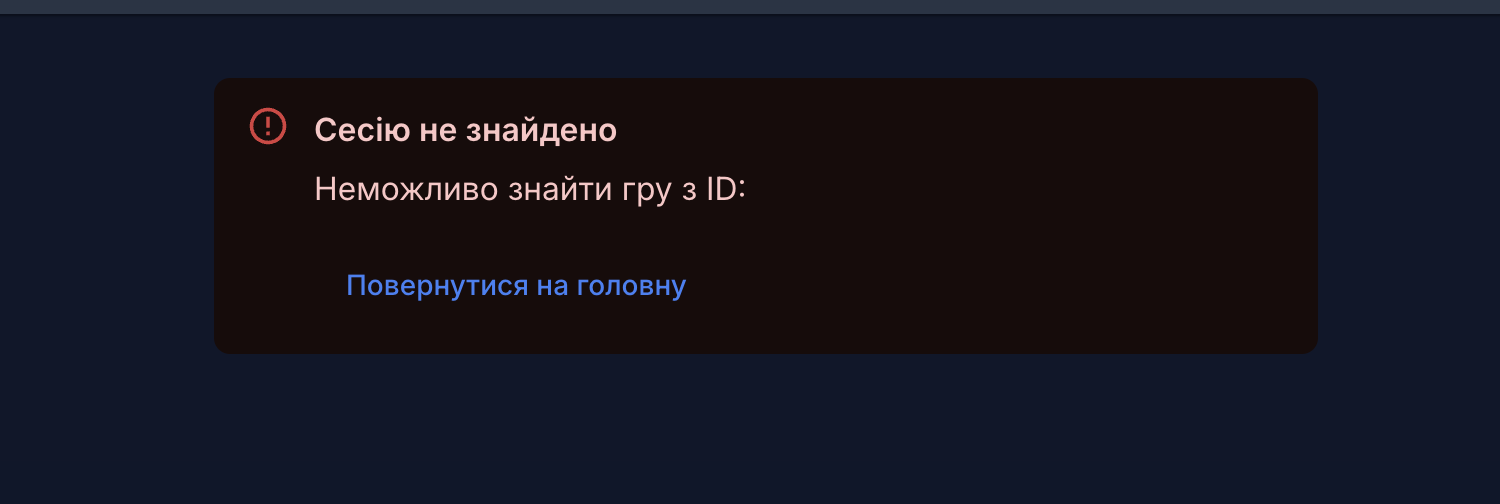 Сесію не знайдено
Неможливо знайти гру з ID:
Повернутися на головну